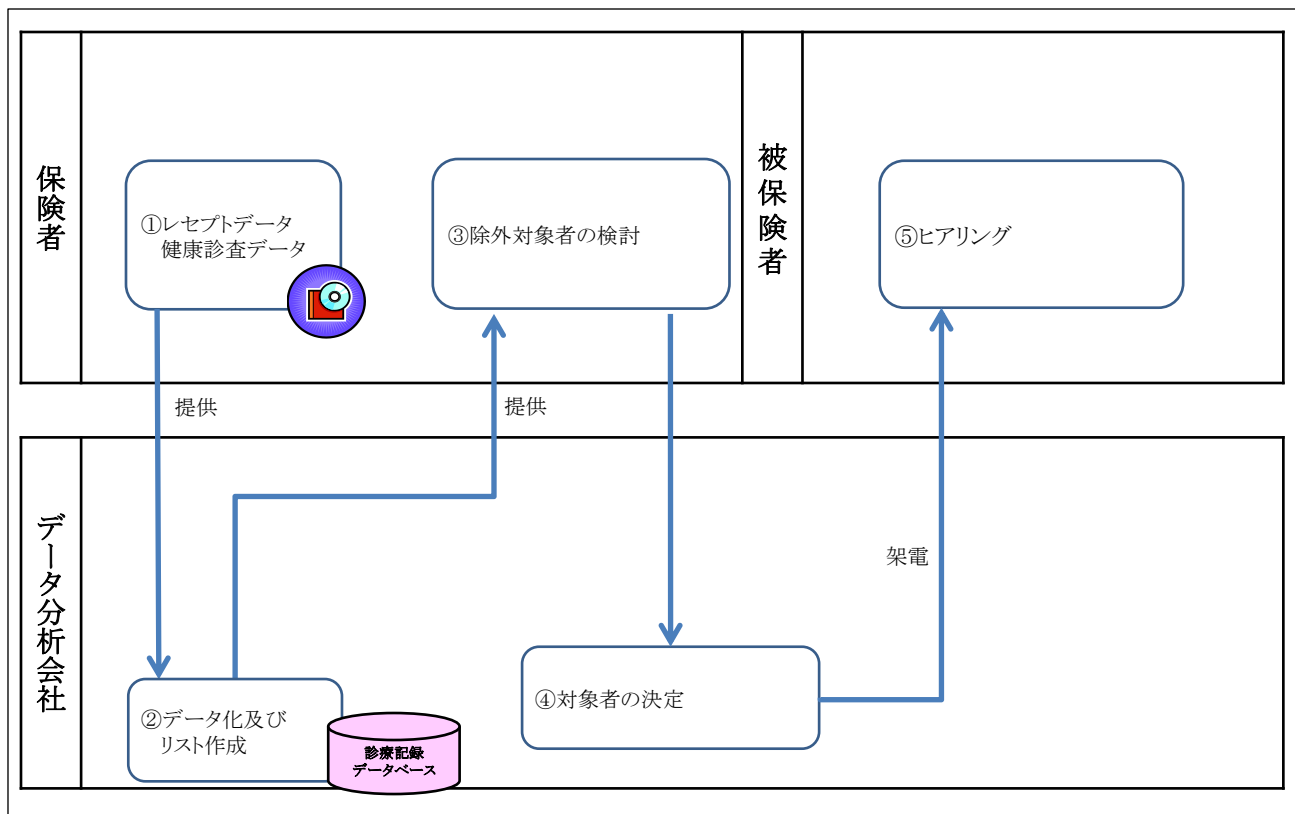 保険者
①レセプトデータ
健康診査データ
③除外対象者の検討
被保険者
⑤ヒアリング
提供
提供
データ分析会社
架電
②データ化及び
リスト作成
診療記録
データベース
④対象者の決定